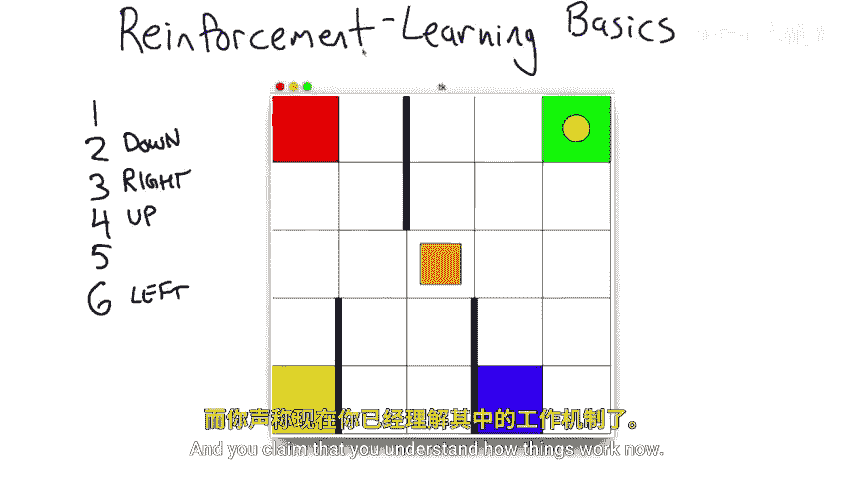 Reinforcement-Learning Basics
tk
1
2 DOWN
3 RIGHT
4 UP
5
6 LEFT
而你声称现在你已经理解其中的工作机制了。
And you claim that you understand how things work now.